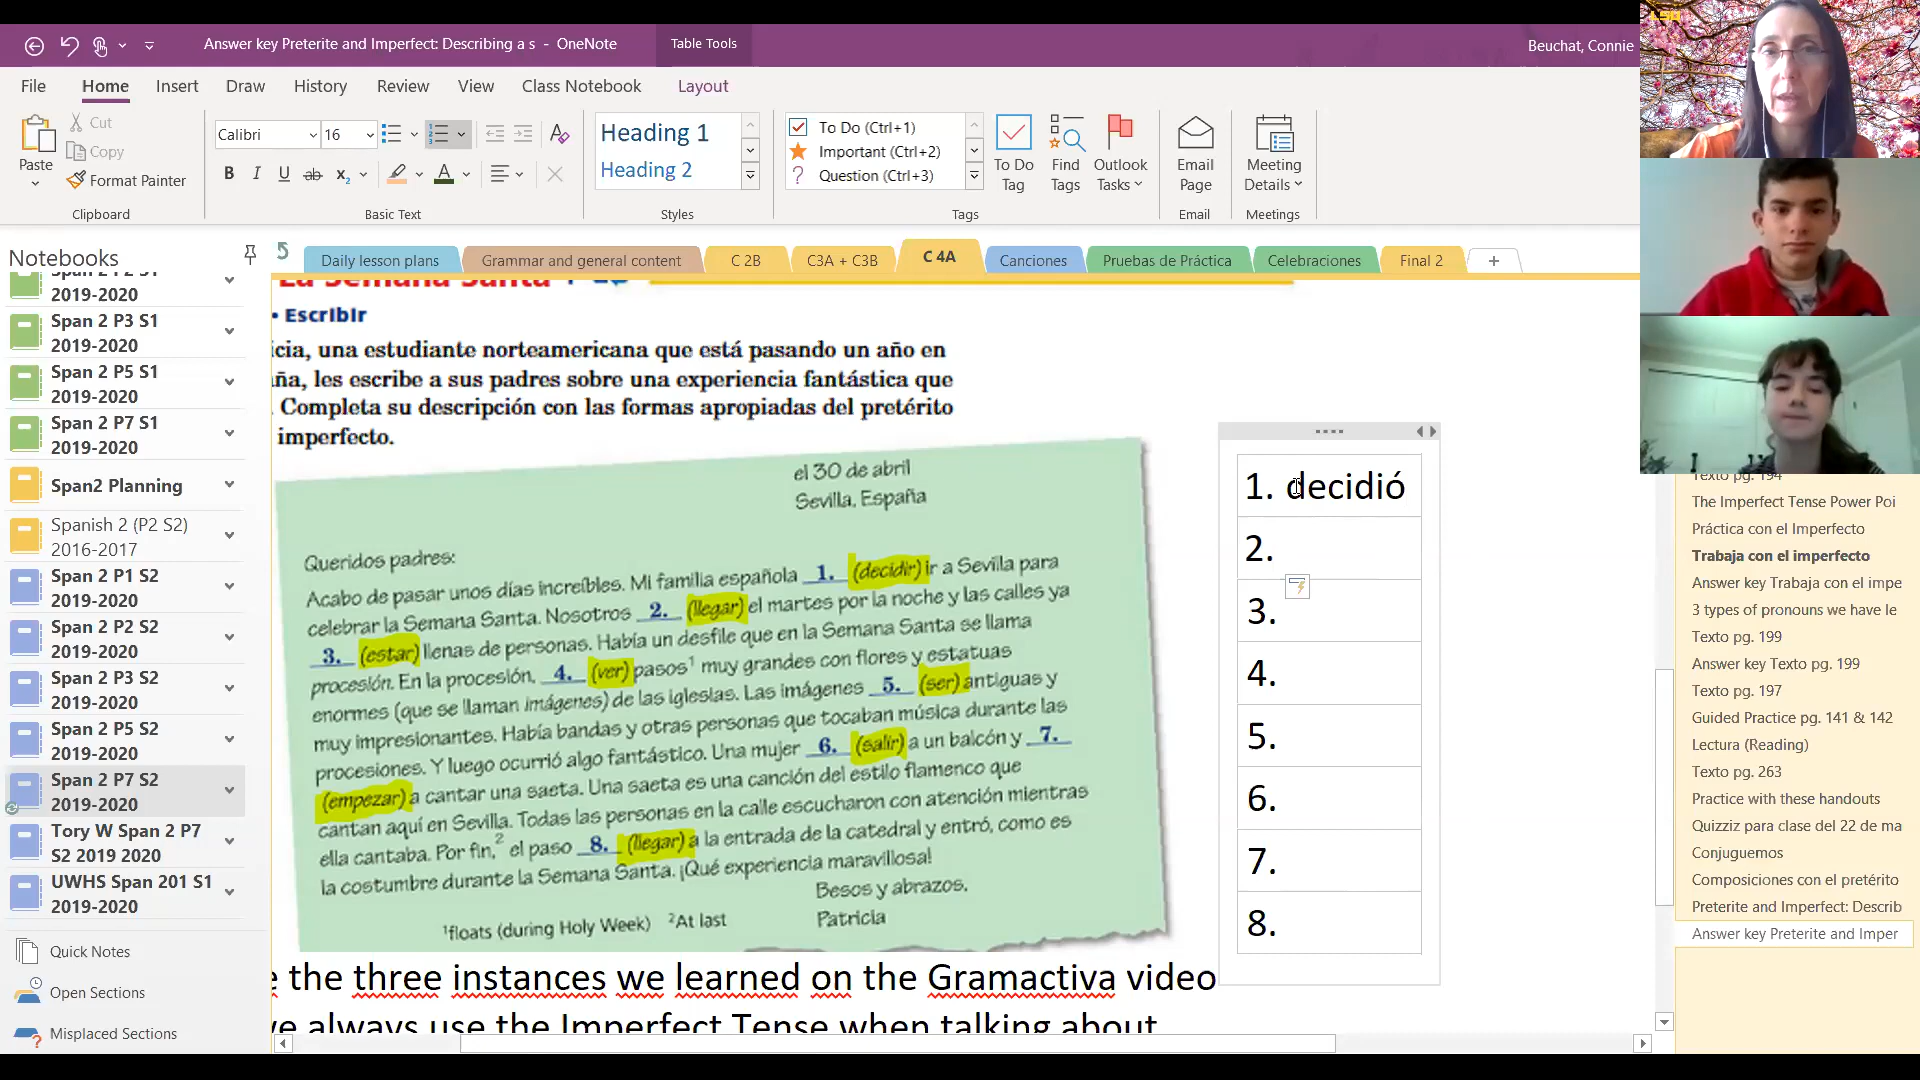 Answer key Preterite and Imperfect: Describing a s - OneNote
Table Tools
Beuchat, Connie
LSU
File
Home
Insert
Draw
History
Review
View
Class Notebook
Layout
Paste
Cut
Copy
Format Painter
Clipboard
Calibri
16
B I U ab x₂ A
Basic Text
Heading 1
Heading 2
Styles
To Do (Ctrl+1)
Important (Ctrl+2)
Question (Ctrl+3)
To Do
Tag
Find
Tags
Outlook
Tasks
Tags
Email
Page
Email
Meeting
Details
Meetings
Notebooks
Daily lesson plans
Grammar and general content
C 2B
C3A + C3B
C 4A
Canciones
Pruebas de Práctica
Celebraciones
Final 2
+
Span 2 P2 S1
2019-2020
Span 2 P3 S1
2019-2020
Span 2 P5 S1
2019-2020
Span 2 P7 S1
2019-2020
Span2 Planning
Spanish 2 (P2 S2)
2016-2017
Span 2 P1 S2
2019-2020
Span 2 P2 S2
2019-2020
Span 2 P3 S2
2019-2020
Span 2 P5 S2
2019-2020
Span 2 P7 S2
2019-2020
Tory W Span 2 P7
S2 2019 2020
UWHS Span 201 S1
2019-2020
Quick Notes
Open Sections
Misplaced Sections
La Semana Santa
• Escribir
icia, una estudiante norteamericana que está pasando un año en
ña, les escribe a sus padres sobre una experiencia fantástica que
. Completa su descripción con las formas apropiadas del pretérito
imperfecto.
el 30 de abril
Sevilla, España
Queridos padres:
Acabo de pasar unos días increíbles. Mi familia española 1. (decidir) ir a Sevilla para
celebrar la Semana Santa. Nosotros 2. (llegar) el martes por la noche y las calles ya
3. (estar) llenas de personas. Había un desfile que en la Semana Santa se llama
procesión. En la procesión, 4. (ver) pasos¹ muy grandes con flores y estatuas
enormes (que se llaman imágenes) de las iglesias. Las imágenes 5. (ser) antiguas y
muy impresionantes. Había bandas y otras personas que tocaban música durante las
procesiones. Y luego ocurrió algo fantástico. Una mujer 6. (salir) a un balcón y 7.
(empezar) a cantar una saeta. Una saeta es una canción del estilo flamenco que
cantan aquí en Sevilla. Todas las personas en la calle escucharon con atención mientras
ella cantaba. Por fin,² el paso 8. (llegar) a la entrada de la catedral y entró, como es
la costumbre durante la Semana Santa. ¡Qué experiencia maravillosa!
Besos y abrazos,
Patricia
¹floats (during Holy Week) ²At last
e the three instances we learned on the Gramactiva video
ve always use the Imperfect Tense when talking about
1. decidió
2.
3.
4.
5.
6.
7.
8.
Texto pg. 194
The Imperfect Tense Power Poi
Práctica con el Imperfecto
Trabaja con el imperfecto
Answer key Trabaja con el impe
3 types of pronouns we have le
Texto pg. 199
Answer key Texto pg. 199
Texto pg. 197
Guided Practice pg. 141 & 142
Lectura (Reading)
Texto pg. 263
Practice with these handouts
Quizziz para clase del 22 de ma
Conjuguemos
Composiciones con el pretérito
Preterite and Imperfect: Describ
Answer key Preterite and Imper